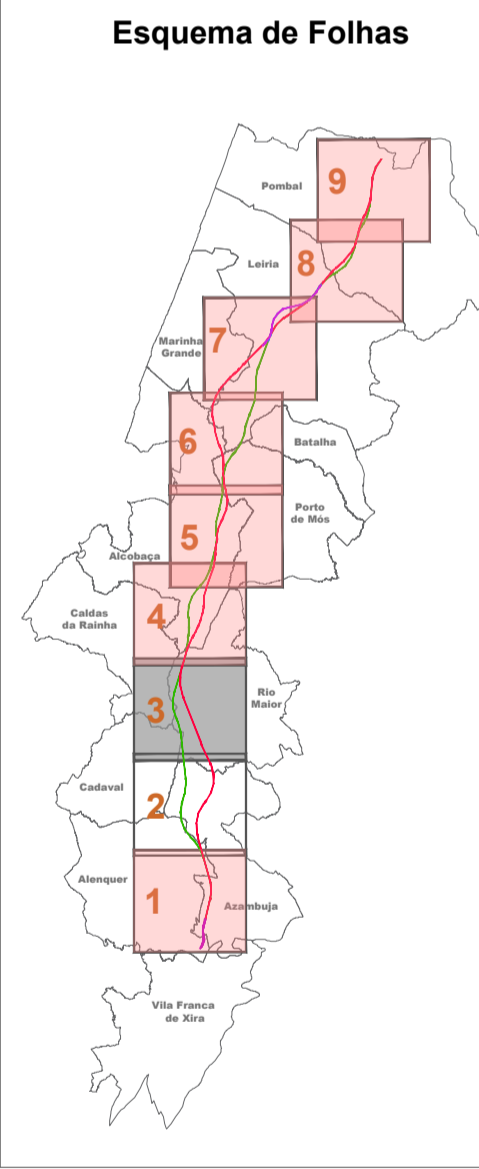 Esquema de Folhas
9
Pombal
8
Leiria
7
Marinha
Grande
6
Batalha
5
Porto
de Mós
Alcobaça
4
Caldas
da Rainha
3
Rio
Maior
Cadaval
2
Alenquer
1
Azambuja
Vila Franca
de Xira